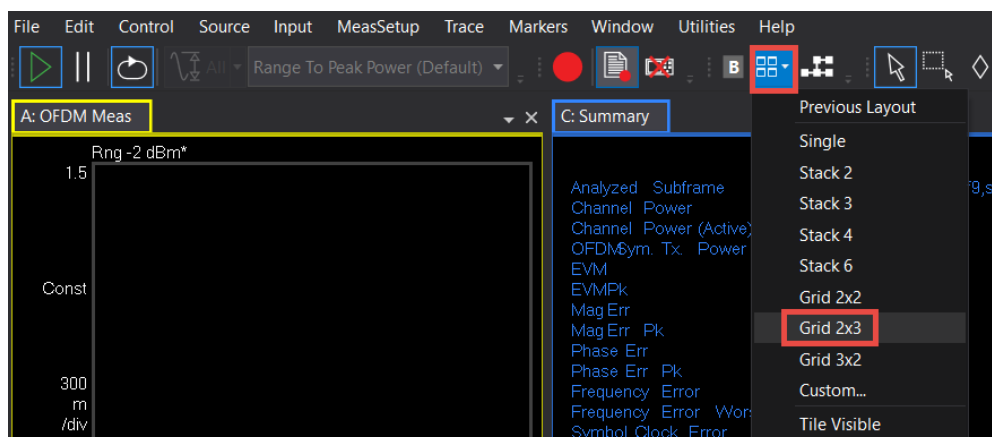 File Edit Control Source Input MeasSetup Trace Markers Window Utilities Help
All Range To Peak Power (Default) B
A: OFDM Meas
Rng -2 dBm*
1.5
Const
300
m
/div
C: Summary
Analyzed Subframe
Channel Power
Channel Power (Active)
OFDMSym. Tx. Power
EVM
EVMPk
Mag Err
Mag Err Pk
Phase Err
Phase Err Pk
Frequency Error
Frequency Error
Symbol Clock Error
Previous Layout
Single
Stack 2
Stack 3
Stack 4
Stack 6
Grid 2x2
Grid 2x3
Grid 3x2
Custom...
Tile Visible